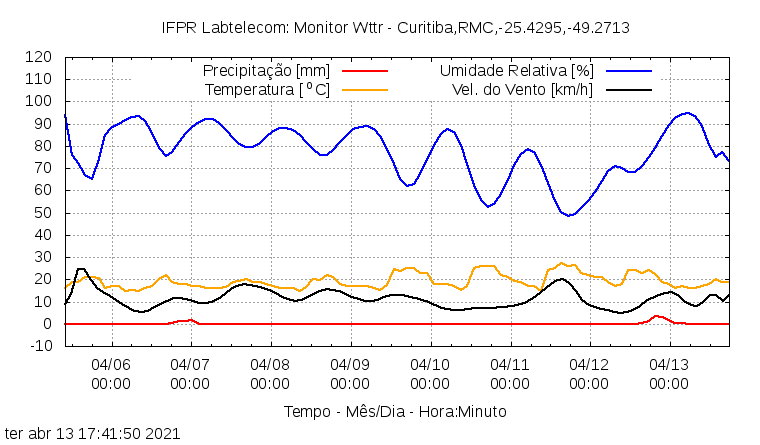 IFPR Labtelecom: Monitor Wttr - Curitiba,RMC,-25.4295,-49.2713
120
110
100
90
80
70
60
50
40
30
20
10
0
-10
Precipitação [mm]
Temperatura [⁰C]
Umidade Relativa [%]
Vel. do Vento [km/h]
04/06 04/07 04/08 04/09 04/10 04/11 04/12 04/13
00:00 00:00 00:00 00:00 00:00 00:00 00:00 00:00
Tempo - Mês/Dia - Hora:Minuto
ter abr 13 17:41:50 2021